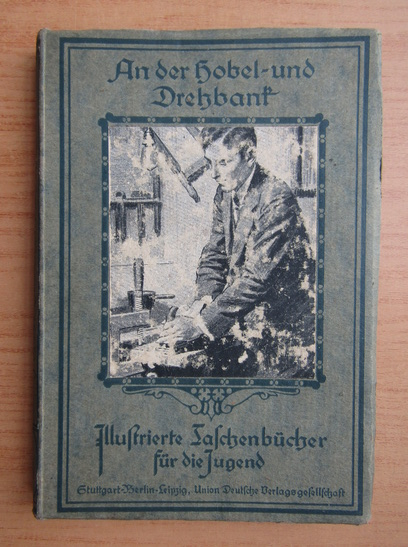 An der Hobel- und
Drehbank
Illustrierte Taschenbücher
für die Jugend
Stuttgart-Berlin-Leipzig, Union Deutsche Verlagsgesellschaft